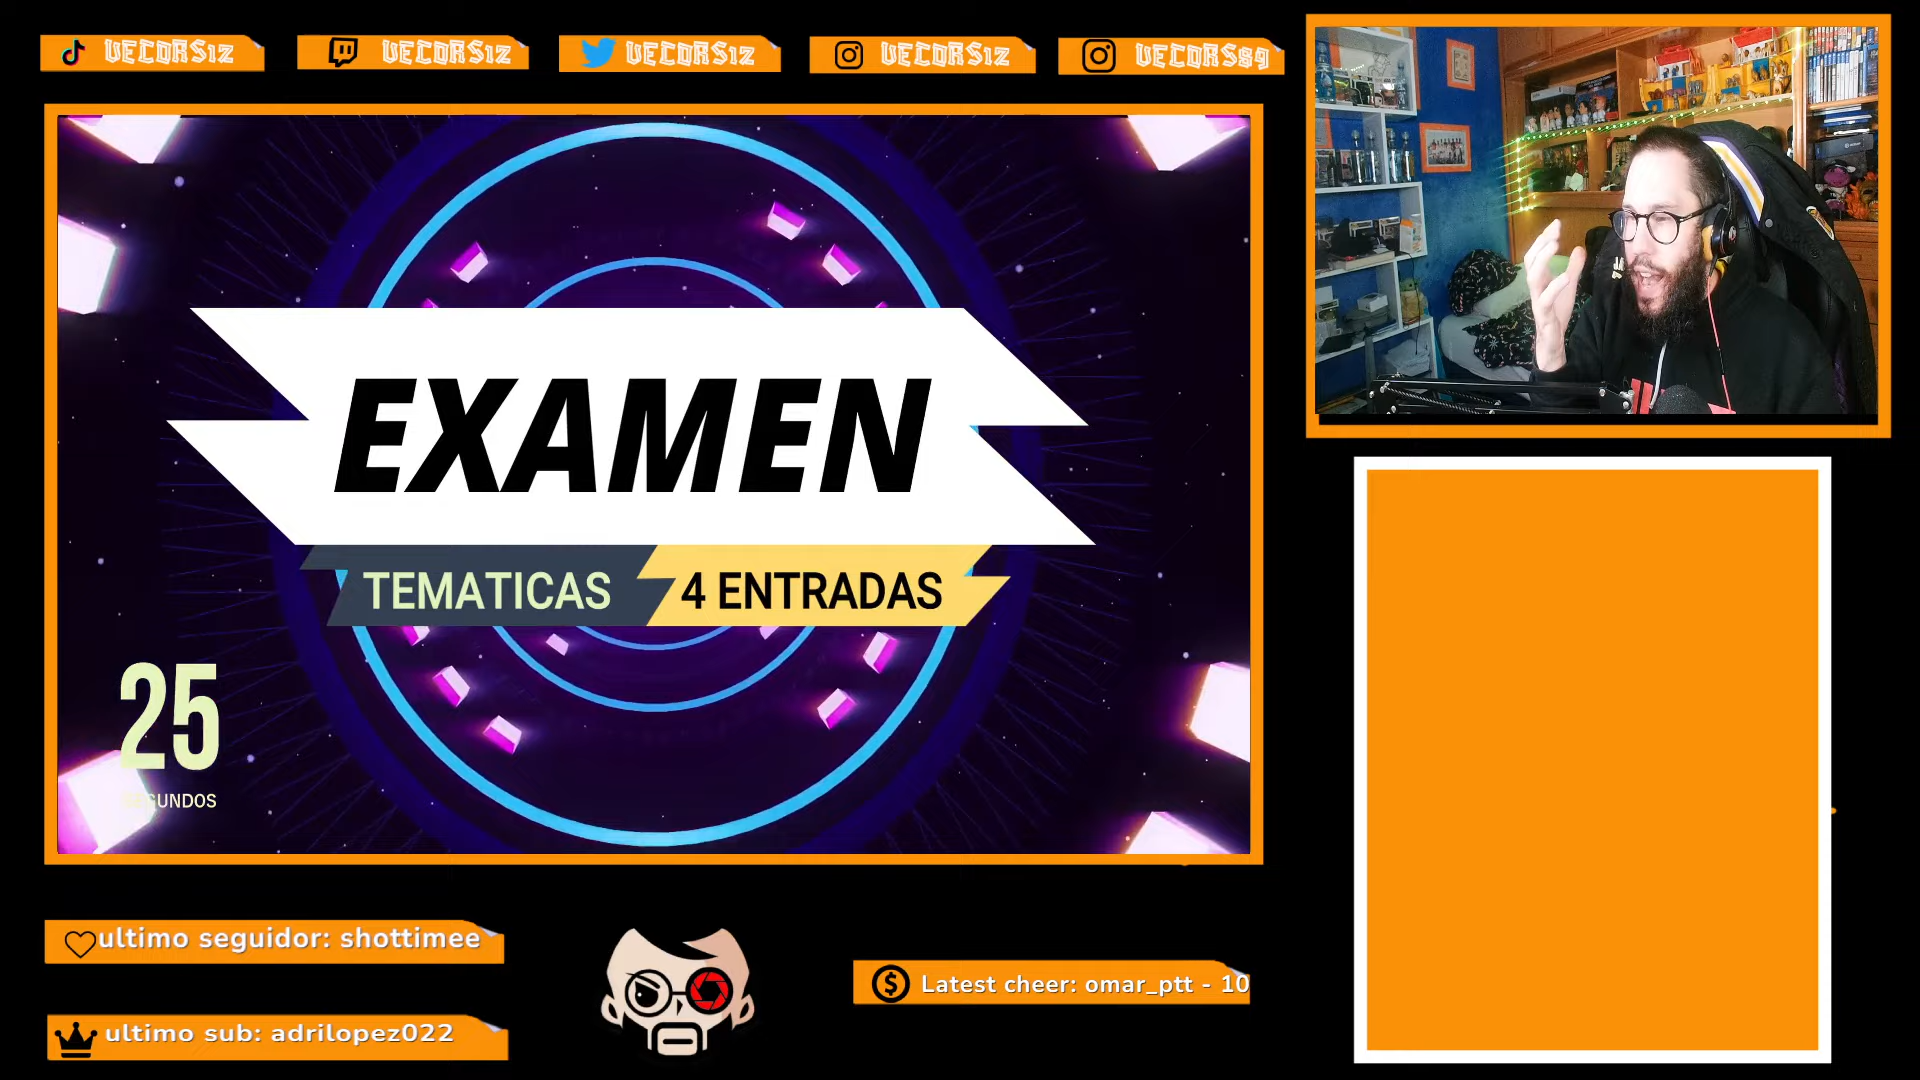 VECORS1Z
VECORS1Z
VECORS1Z
VECORS1Z
VECORS89
EXAMEN
TEMATICAS
4 ENTRADAS
25
SEGUNDOS
ultimo seguidor: shottimee
Latest cheer: omar_ptt - 10
ultimo sub: adrilopez022